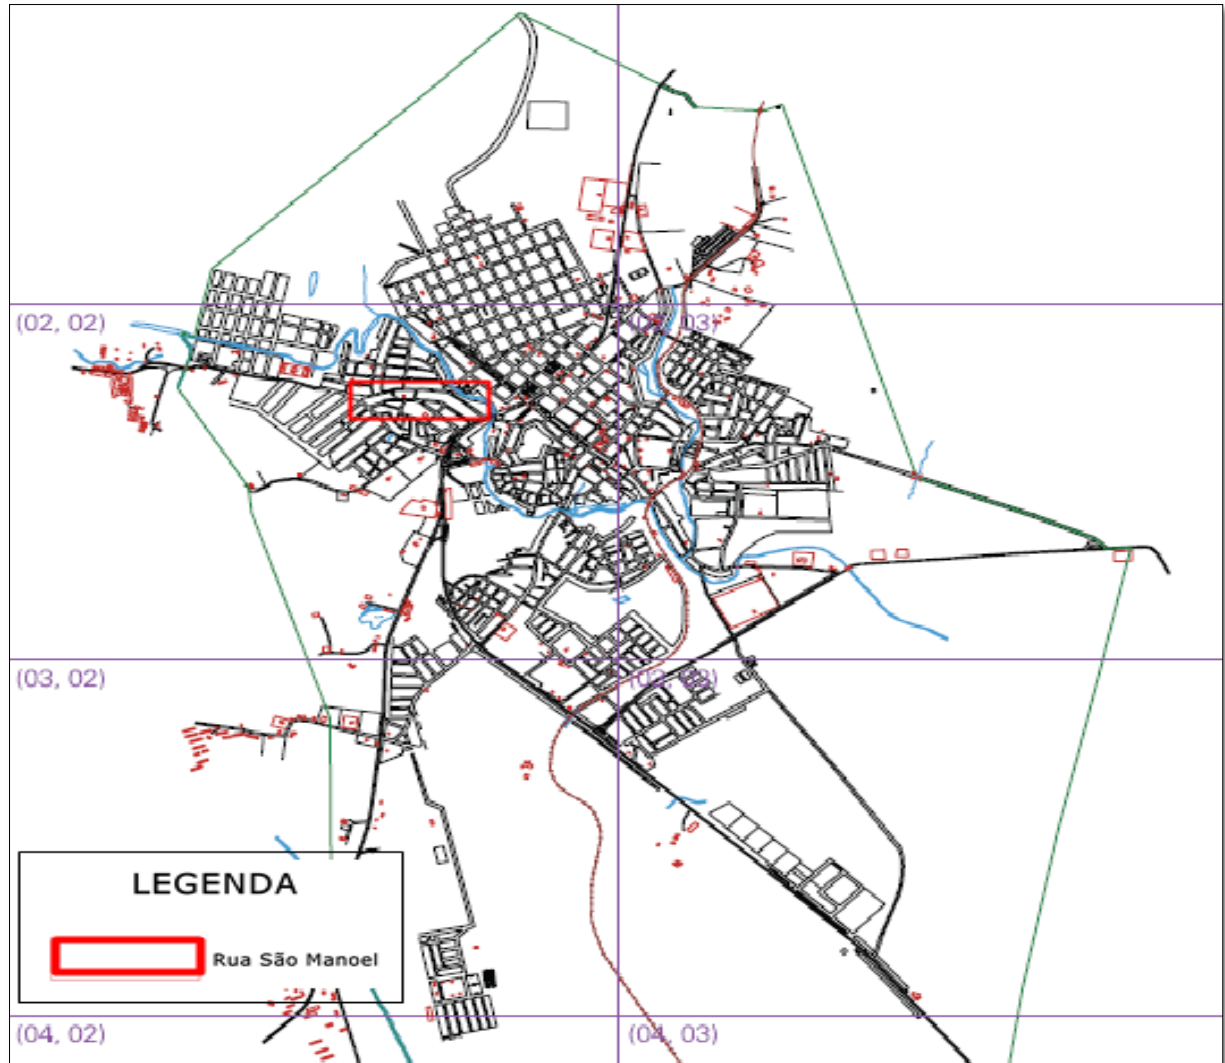 (02, 02)
(03, 02)
LEGENDA
Rua São Manoel
(04, 02)
(04, 03)